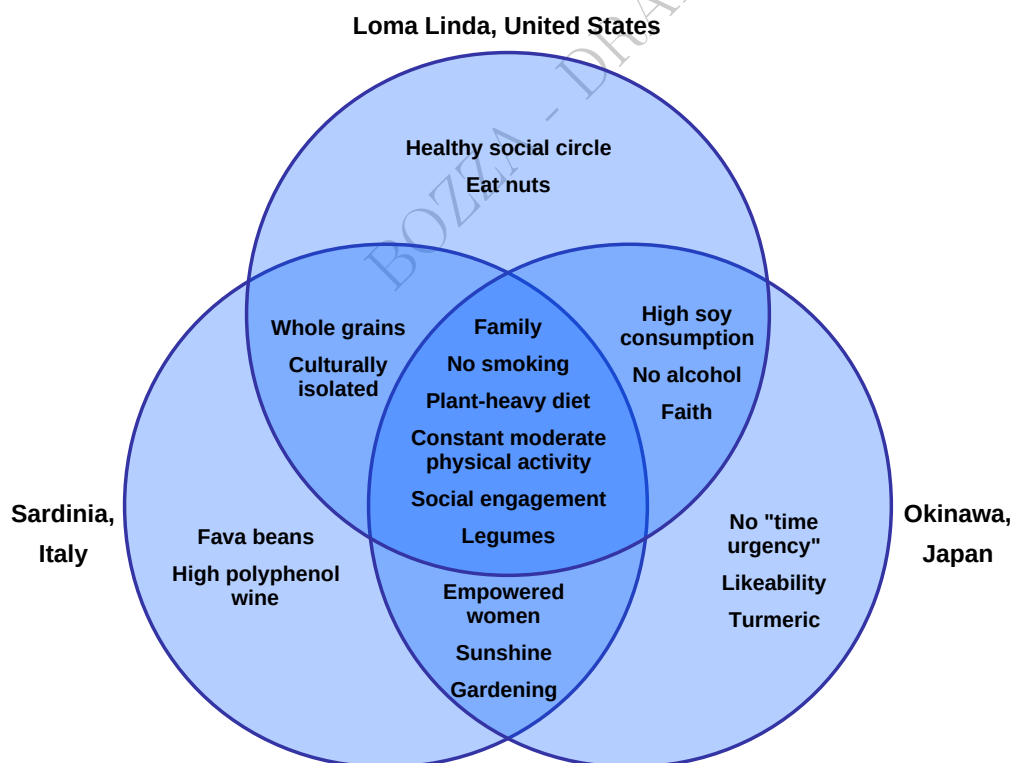 Loma Linda, United States
BOZZA - DRA
Healthy social circle
Eat nuts
Whole grains
Culturally
isolated
Family
No smoking
Plant-heavy diet
Constant moderate
physical activity
Social engagement
Legumes
High soy
consumption
No alcohol
Faith
Sardinia,
Italy
Fava beans
High polyphenol
wine
Empowered
women
Sunshine
Gardening
No "time
urgency"
Likeability
Turmeric
Okinawa,
Japan